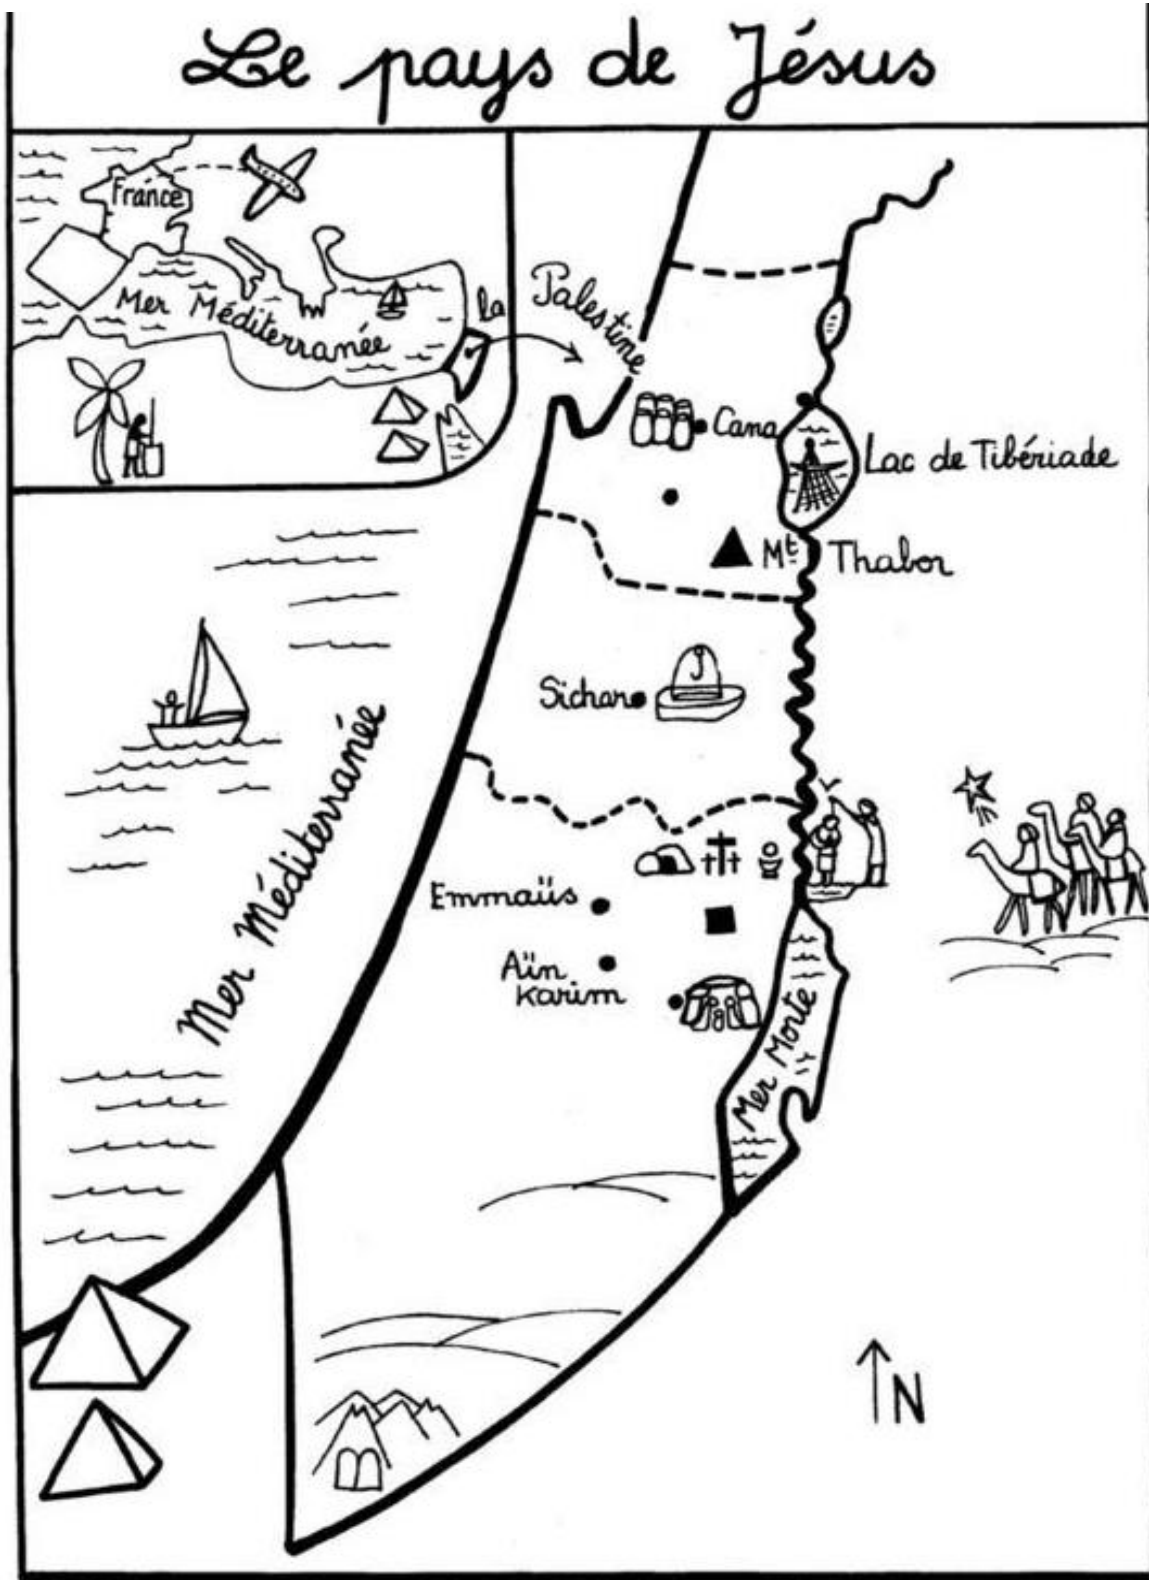 Le pays de Jésus
France
Mer Méditerranée
la Palestine
Cana
Lac de Tibériade
Mt Thabor
Sichar
J
Mer Méditerranée
Emmaüs
Aïn
Karim
Mer Morte
N